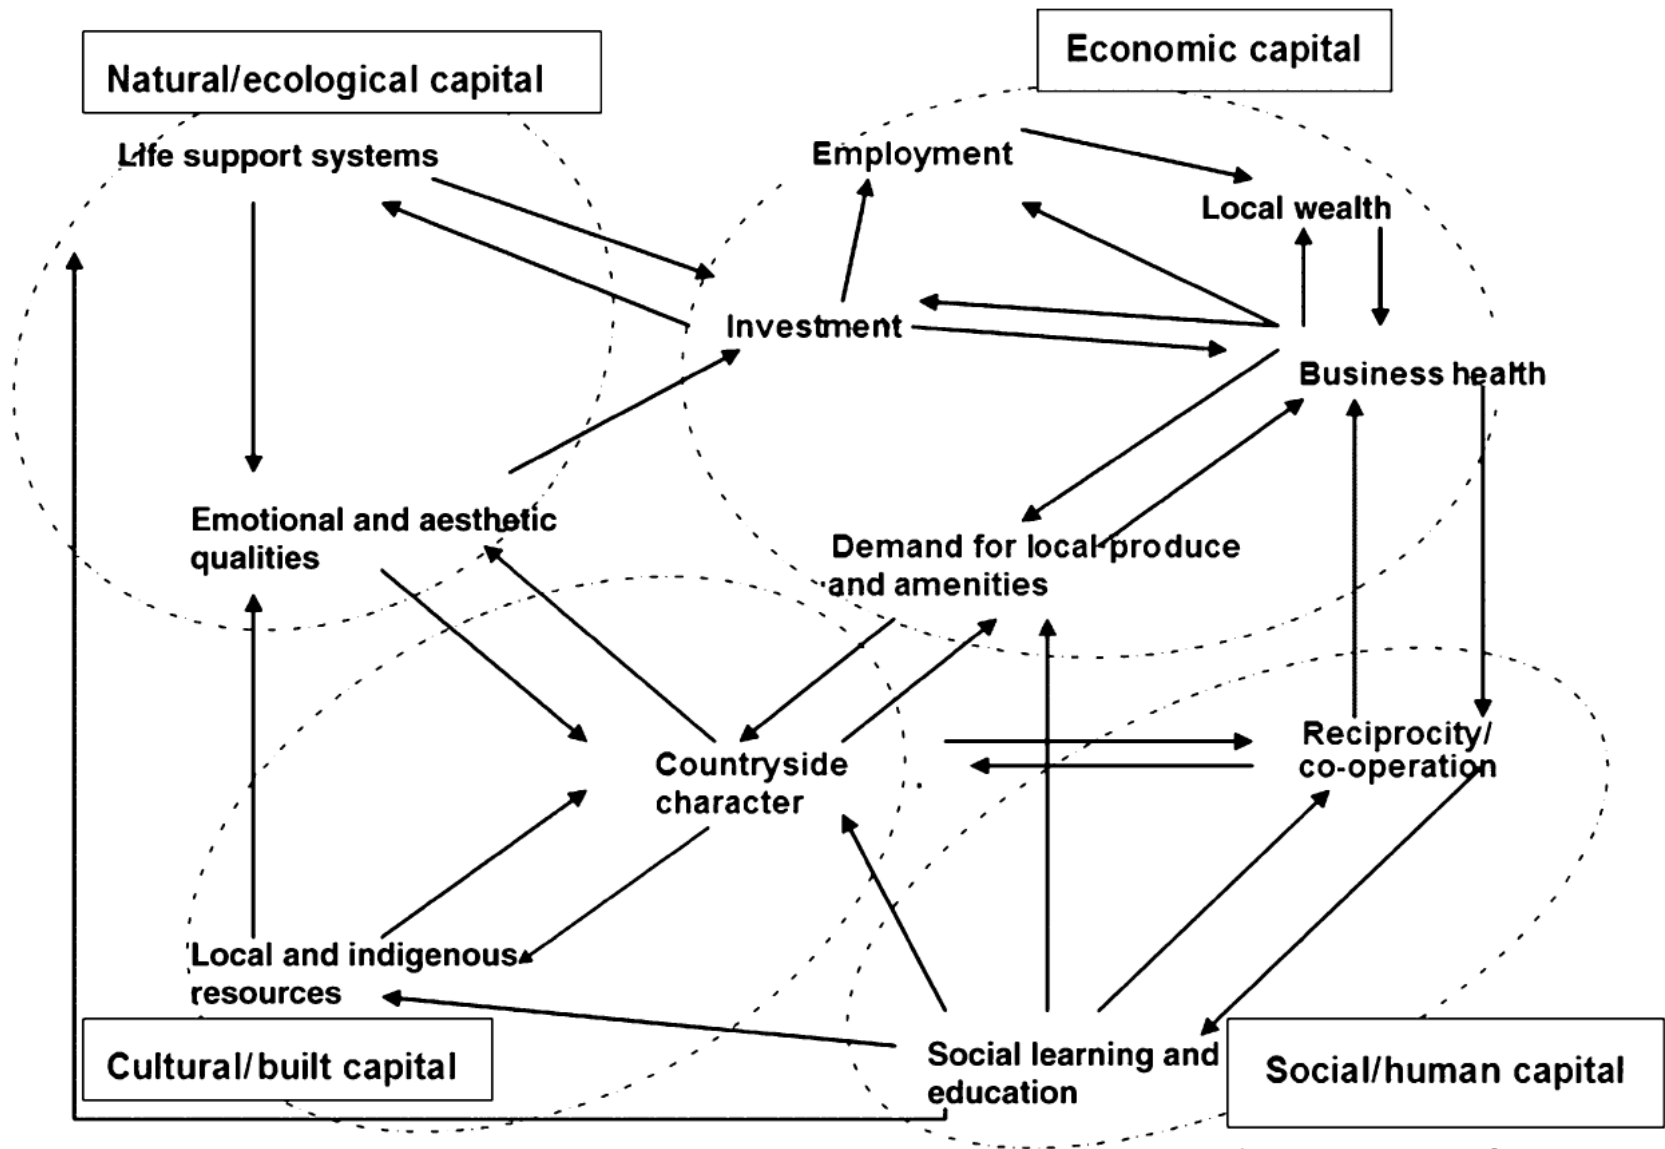 Natural/ecological capital
Economic capital
Life support systems
Employment
Local wealth
Investment
Business health
Emotional and aesthetic
qualities
Demand for local produce
and amenities
Reciprocity/
co-operation
Countryside
character
Local and indigenous
resources
Social learning and
education
Cultural/built capital
Social/human capital